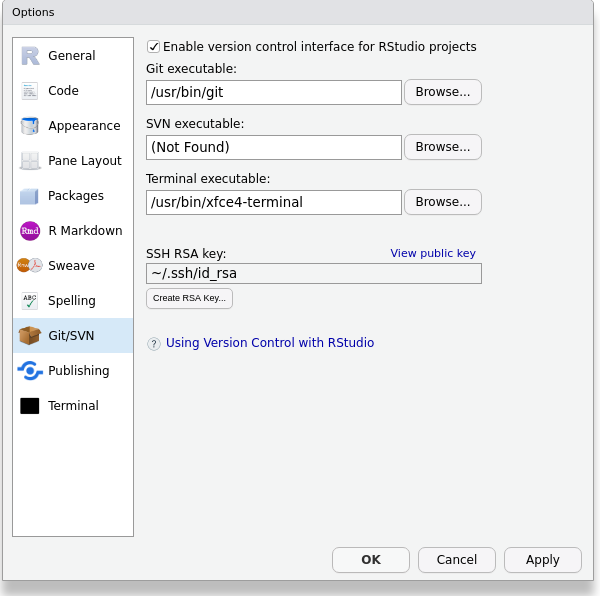 Options
General
Code
Appearance
Pane Layout
Packages
Rmd R Markdown
Sweave
ABC Spelling
Git/SVN
Publishing
Terminal
Enable version control interface for RStudio projects
Git executable:
/usr/bin/git Browse...
SVN executable:
(Not Found) Browse...
Terminal executable:
/usr/bin/xfce4-terminal Browse...
SSH RSA key: View public key
~/.ssh/id_rsa
Create RSA Key...
? Using Version Control with RStudio
OK Cancel Apply